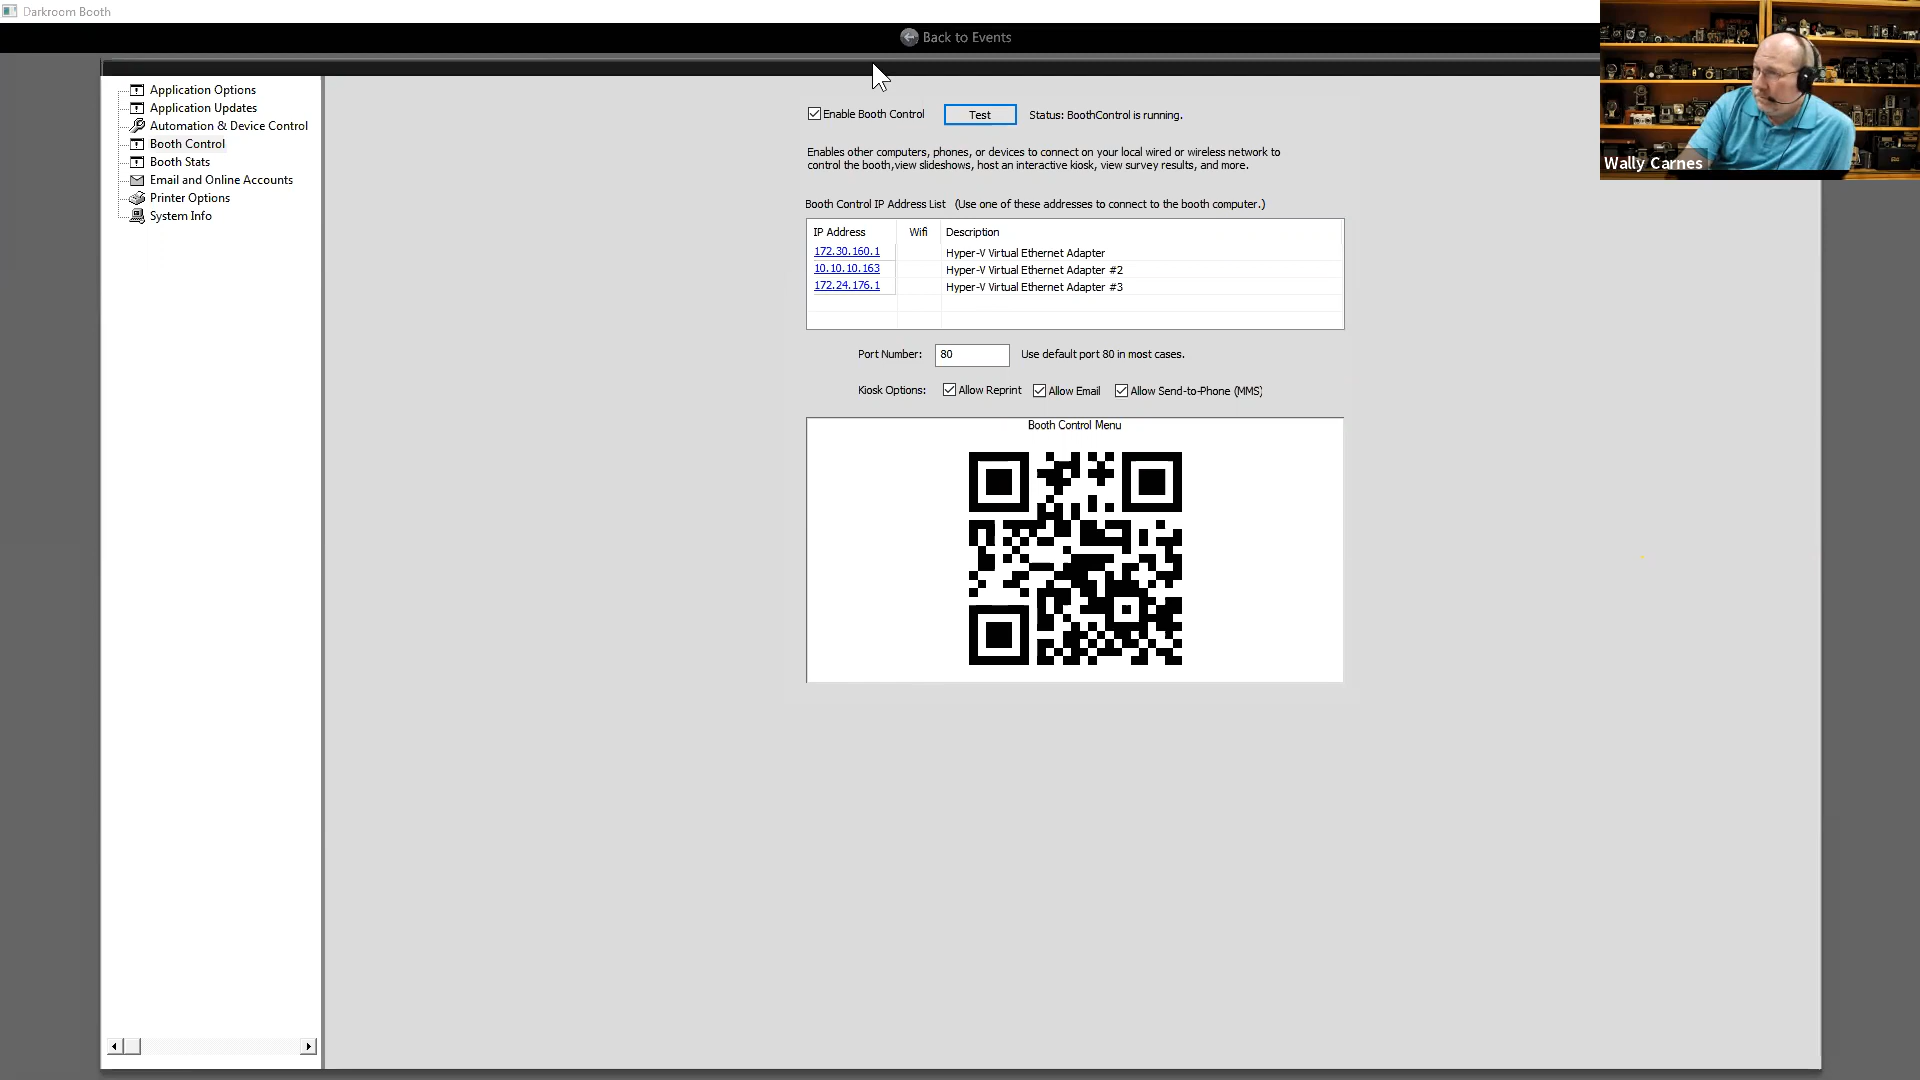 Darkroom Booth
Back to Events
Application Options
Application Updates
Automation & Device Control
Booth Control
Booth Stats
Email and Online Accounts
Printer Options
System Info
Enable Booth Control
Test
Status: BoothControl is running.
Enables other computers, phones, or devices to connect on your local wired or wireless network to
control the booth,view slideshows, host an interactive kiosk, view survey results, and more.
Booth Control IP Address List (Use one of these addresses to connect to the booth computer.)
IP Address Wifi Description
172.30.160.1 Hyper-V Virtual Ethernet Adapter
10.10.10.163 Hyper-V Virtual Ethernet Adapter #2
172.24.176.1 Hyper-V Virtual Ethernet Adapter #3
Port Number: 80 Use default port 80 in most cases.
Kiosk Options: Allow Reprint Allow Email Allow Send-to-Phone (MMS)
Booth Control Menu
Wally Carnes